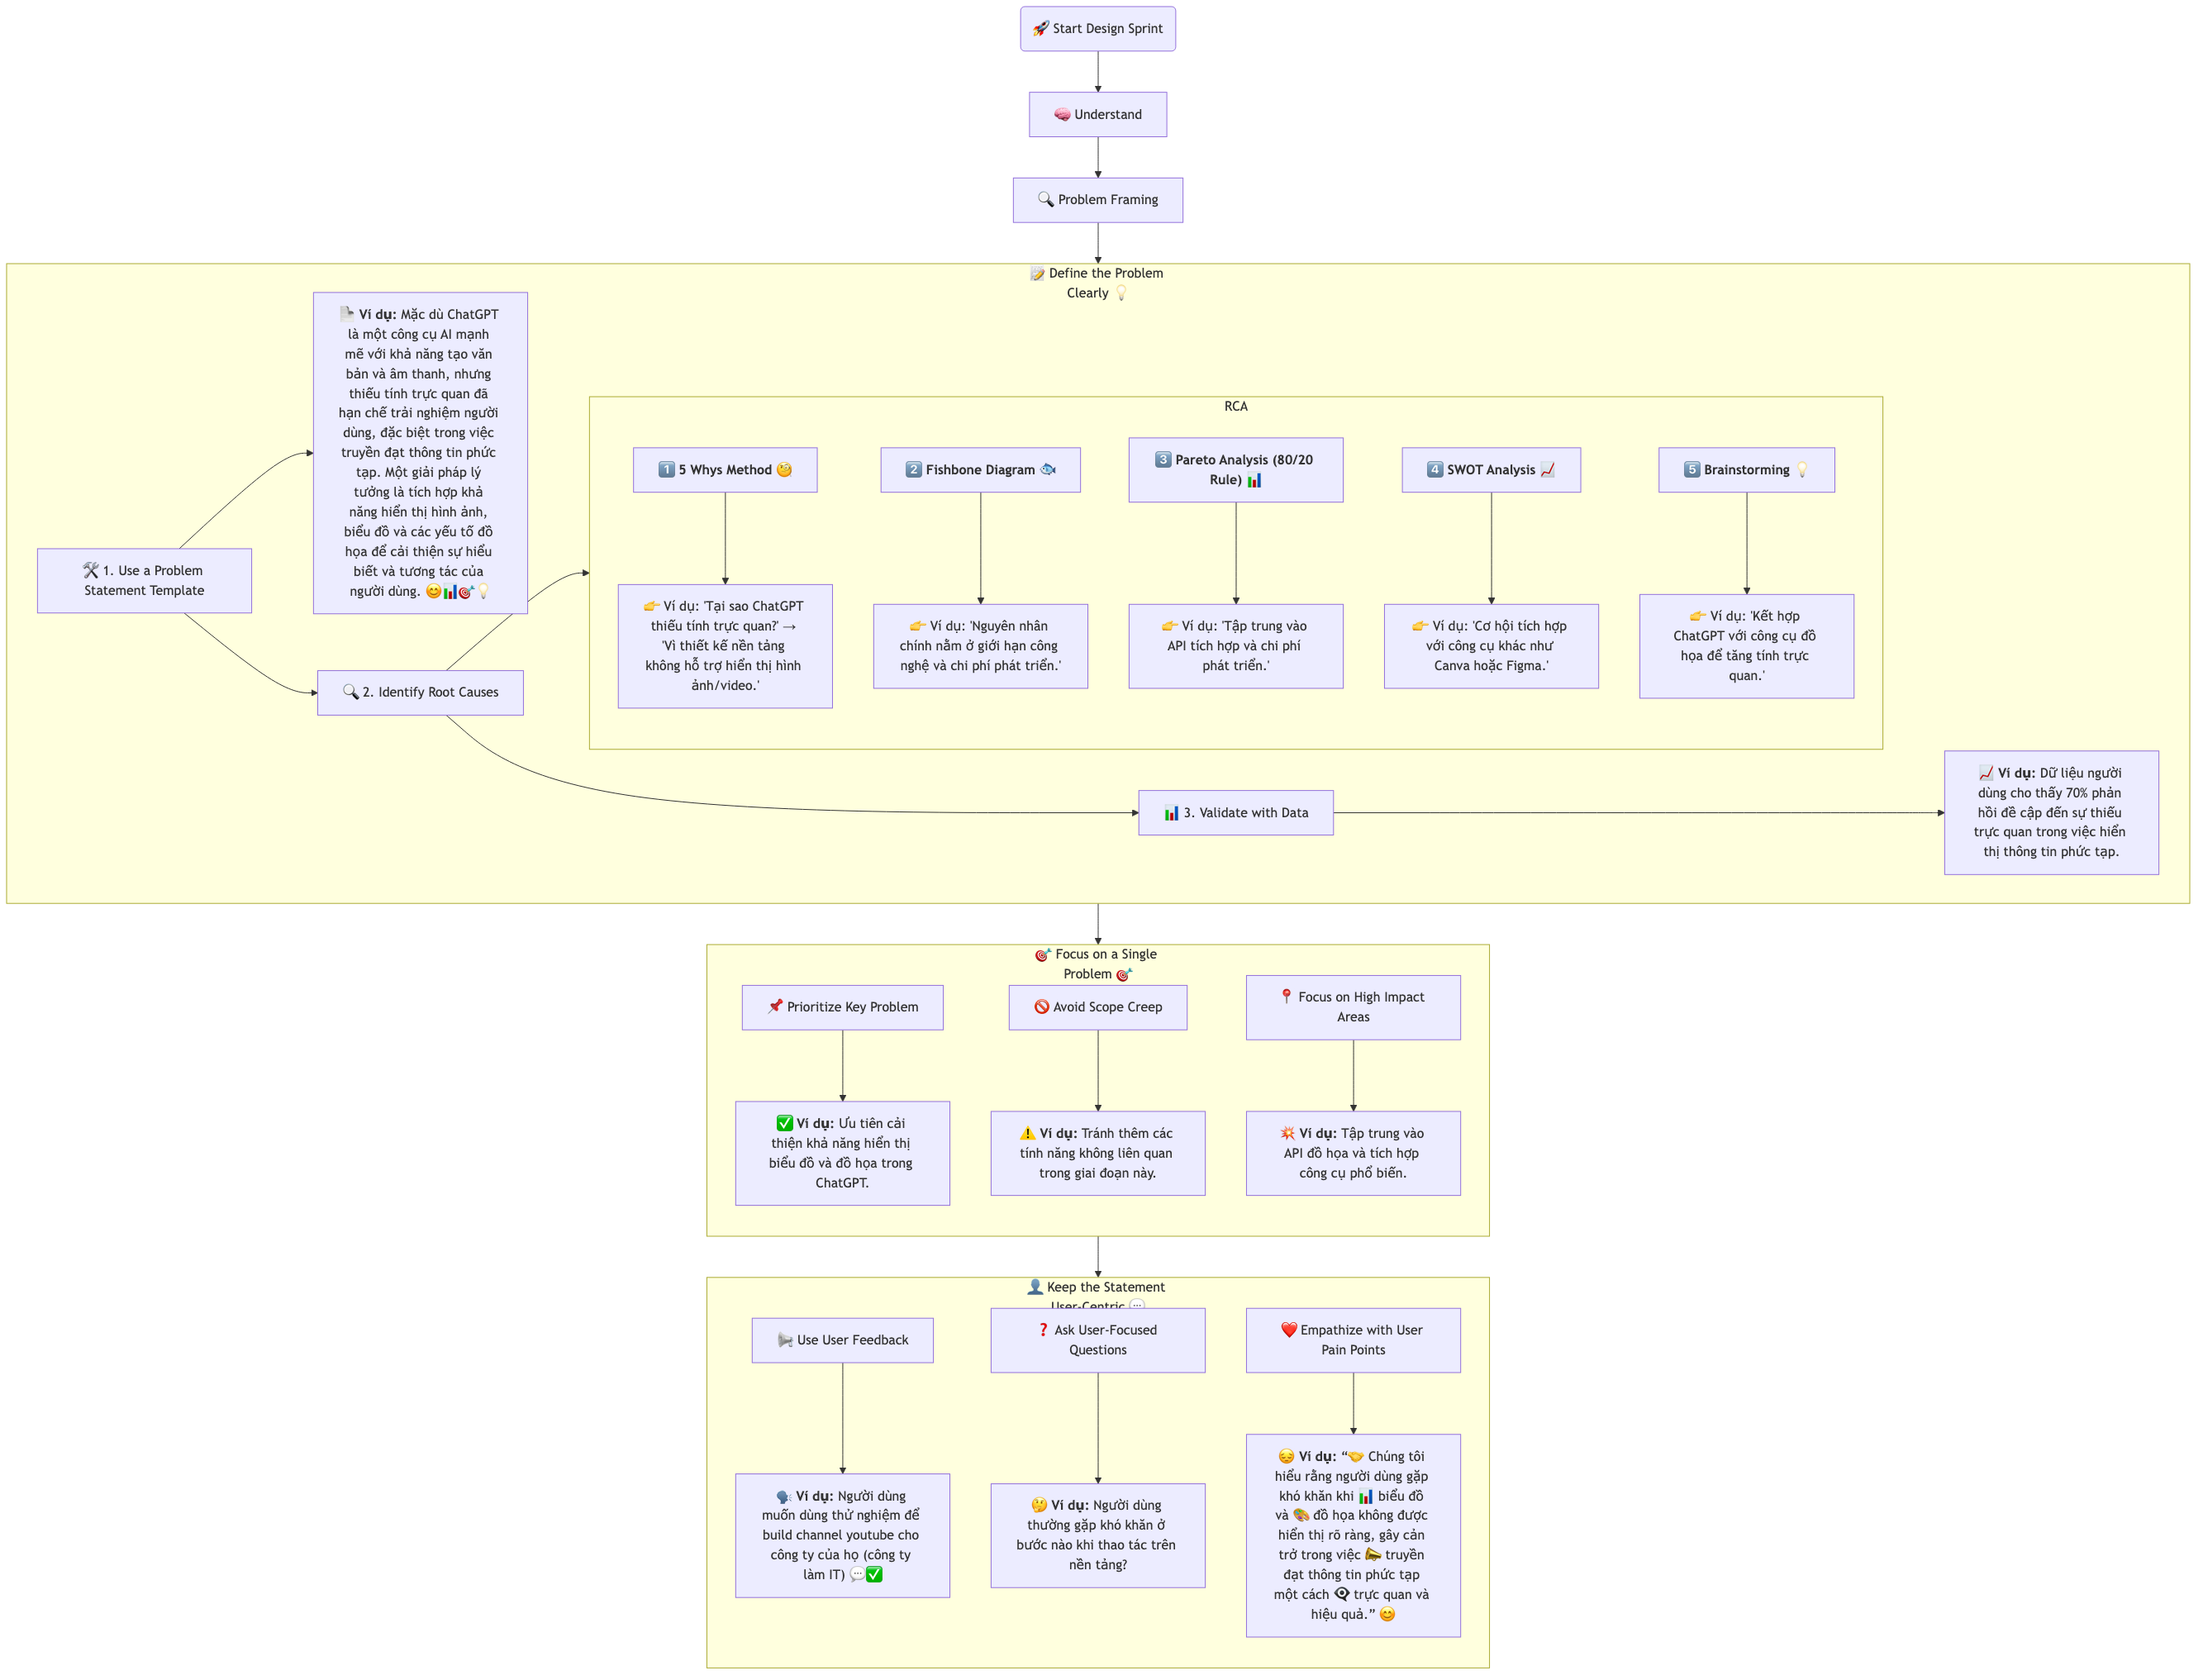 🚀 Start Design Sprint
🧠 Understand
🔍 Problem Framing
📝 Define the Problem
Clearly 💡
🛠️ 1. Use a Problem
Statement Template
📄 Ví dụ: Mặc dù ChatGPT
là một công cụ AI mạnh
mẽ với khả năng tạo văn
bản và âm thanh, nhưng
thiếu tính trực quan đã
hạn chế trải nghiệm người
dùng, đặc biệt trong việc
truyền đạt thông tin phức
tạp. Một giải pháp lý
tưởng là tích hợp khả
năng hiển thị hình ảnh,
biểu đồ và các yếu tố đồ
họa để cải thiện sự hiểu
biết và tương tác của
người dùng. 😊📊🎯💡
🔍 2. Identify Root Causes
RCA
1️⃣ 5 Whys Method 🧐
👉 Ví dụ: 'Tại sao ChatGPT
thiếu tính trực quan?' →
'Vì thiết kế nền tảng
không hỗ trợ hiển thị hình
ảnh/video.'
2️⃣ Fishbone Diagram 🐟
👉 Ví dụ: 'Nguyên nhân
chính nằm ở giới hạn công
nghệ và chi phí phát triển.'
3️⃣ Pareto Analysis (80/20
Rule) 📊
👉 Ví dụ: 'Tập trung vào
API tích hợp và chi phí
phát triển.'
4️⃣ SWOT Analysis 📈
👉 Ví dụ: 'Cơ hội tích hợp
với công cụ khác như
Canva hoặc Figma.'
5️⃣ Brainstorming 💡
👉 Ví dụ: 'Kết hợp
ChatGPT với công cụ đồ
họa để tăng tính trực
quan.'
📊 3. Validate with Data
📈 Ví dụ: Dữ liệu người
dùng cho thấy 70% phản
hồi đề cập đến sự thiếu
trực quan trong việc hiển
thị thông tin phức tạp.
🎯 Focus on a Single
Problem 🎯
📌 Prioritize Key Problem
✅ Ví dụ: Ưu tiên cải
thiện khả năng hiển thị
biểu đồ và đồ họa trong
ChatGPT.
🚫 Avoid Scope Creep
⚠️ Ví dụ: Tránh thêm các
tính năng không liên quan
trong giai đoạn này.
📍 Focus on High Impact
Areas
💥 Ví dụ: Tập trung vào
API đồ họa và tích hợp
công cụ phổ biến.
👤 Keep the Statement
User-Centric 💬
📢 Use User Feedback
🗣️ Ví dụ: Người dùng
muốn dùng thử nghiệm để
build channel youtube cho
công ty của họ (công ty
làm IT) 💬✅
❓ Ask User-Focused
Questions
🤔 Ví dụ: Người dùng
thường gặp khó khăn ở
bước nào khi thao tác trên
nền tảng?
❤️ Empathize with User
Pain Points
😔 Ví dụ: “🤝 Chúng tôi
hiểu rằng người dùng gặp
khó khăn khi 📊 biểu đồ
và 🎨 đồ họa không được
hiển thị rõ ràng, gây cản
trở trong việc 📣 truyền
đạt thông tin phức tạp
một cách 👁️‍🗨️ trực quan và
hiệu quả.” 😊